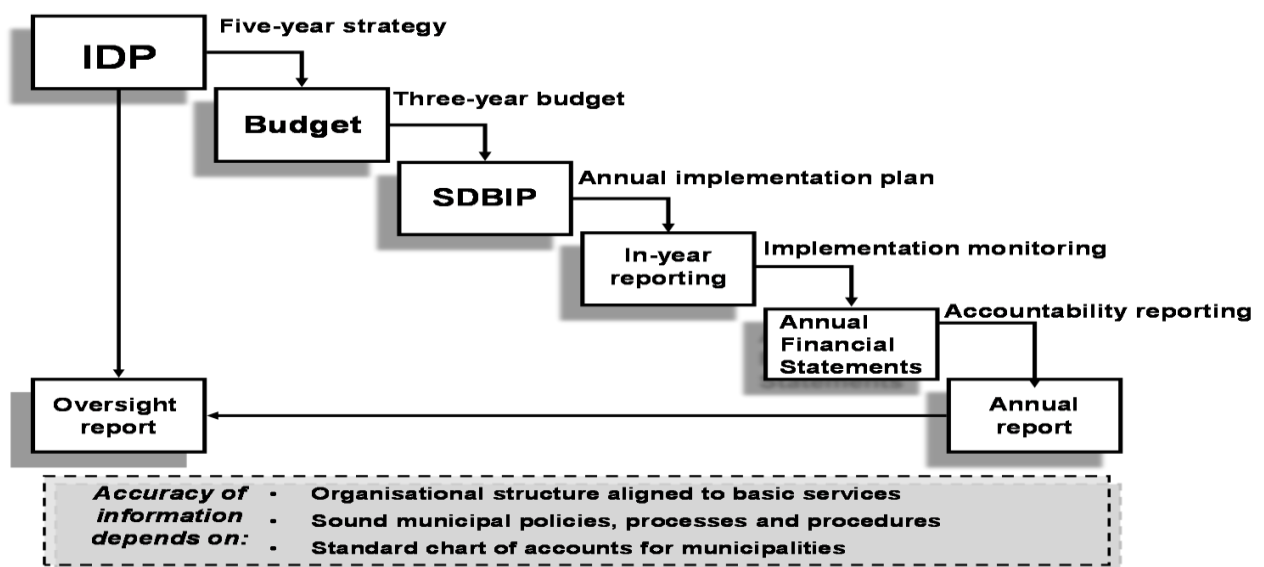 IDP
Five-year strategy
Budget
Three-year budget
SDBIP
Annual implementation plan
In-year
reporting
Implementation monitoring
Annual
Financial
Statements
Accountability reporting
Annual
report
Oversight
report
Accuracy of
information
depends on:
• Organisational structure aligned to basic services
• Sound municipal policies, processes and procedures
• Standard chart of accounts for municipalities